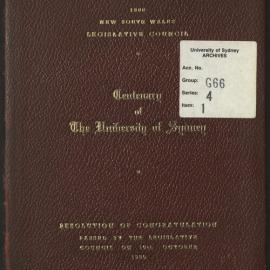 NEW SOUTH WALES
LEGISLATIVE COUNCIL
University of Sydney
ARCHIVES
Acc. No.
Group: G66
Series: 4
Item: 1
Centenary
of
The University of Sydney
RESOLUTION OF CONGRATULATION
PASSED BY THE LEGISLATIVE
COUNCIL ON OCTOBER